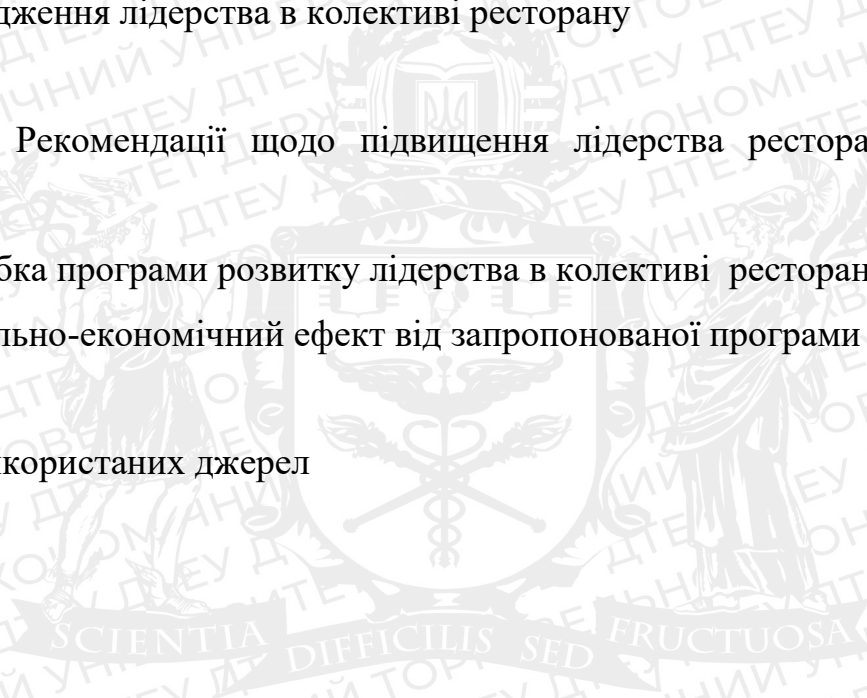 дження лідерства в колективі ресторану
Рекомендації щодо підвищення лідерства рестора
бка програми розвитку лідерства в колективі ресторан
льно-економічний ефект від запропонованої програми
користаних джерел
SCIENTIA DIFFICILIS SED FRUCTUOSA